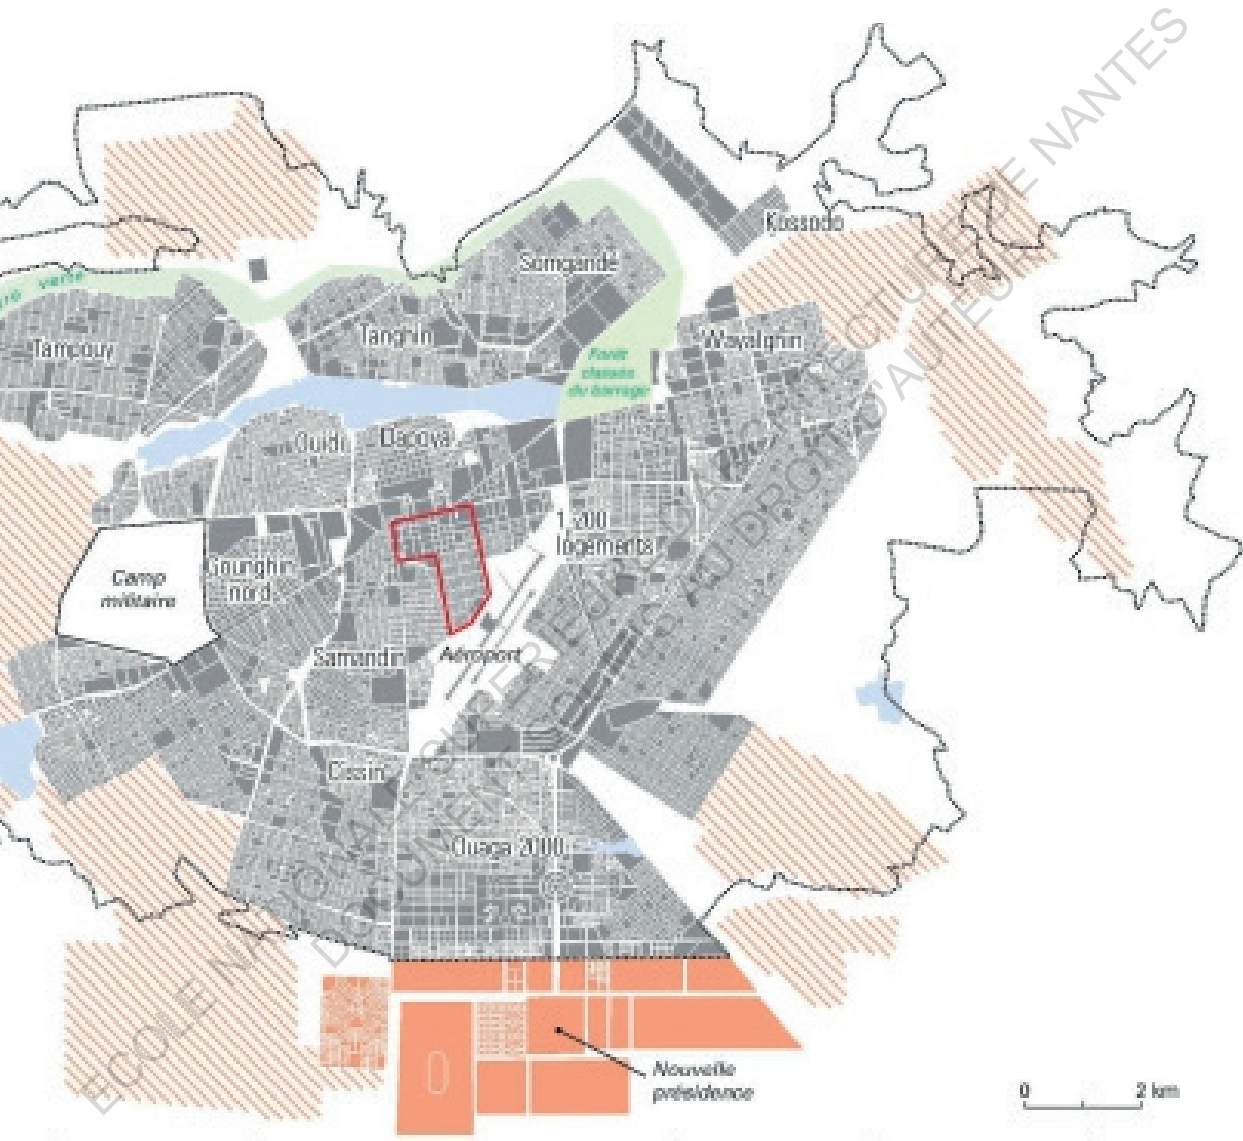 Kossodo
Somgandé
verte
Tanghin
Wayalghin
Tampouy
Forêt
classée
du barrage
Ouidi
Dapoya
1 200
logements
Gounghin
nord
Camp
militaire
Samandin
Aéroport
Cissin
Ouaga 2000
Nouvelle
présidence
0 2 km
ECOLE NATIONALE SUPERIEURE D'ARCHITECTURE DE NANTES
DOCUMENT SOUMIS AU DROIT D'AUTEUR